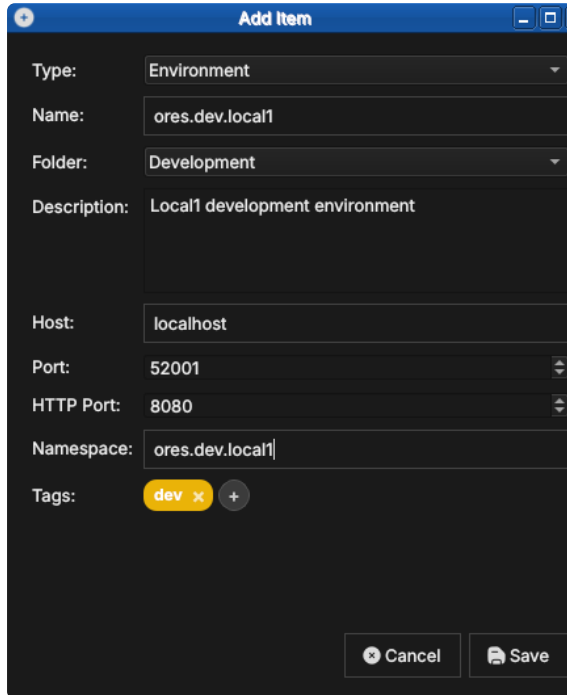 Add Item
Type: Environment
Name: ores.dev.local1
Folder: Development
Description: Local1 development environment
Host: localhost
Port: 52001
HTTP Port: 8080
Namespace: ores.dev.local1
Tags: dev × +
Cancel Save